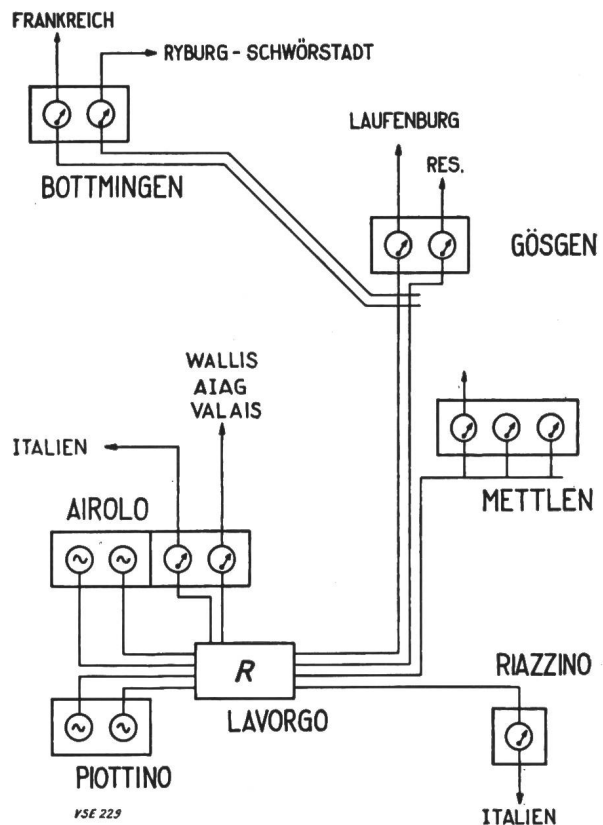 FRANKREICH
RYBURG - SCHWÖRSTADT
BOTTMINGEN
LAUFENBURG
RES.
GÖSGEN
WALLIS
AIAG
VALAIS
ITALIEN
METTLEN
AIROLO
R
LAVORGO
RIAZZINO
PIOTTINO
ITALIEN
VSE 229